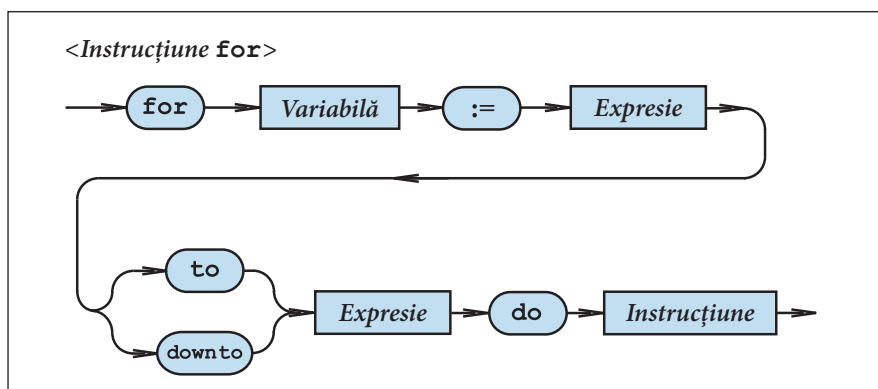 <Instrucțiune for>
for Variabilă := Expresie
to
Expresie do Instrucțiune
downto